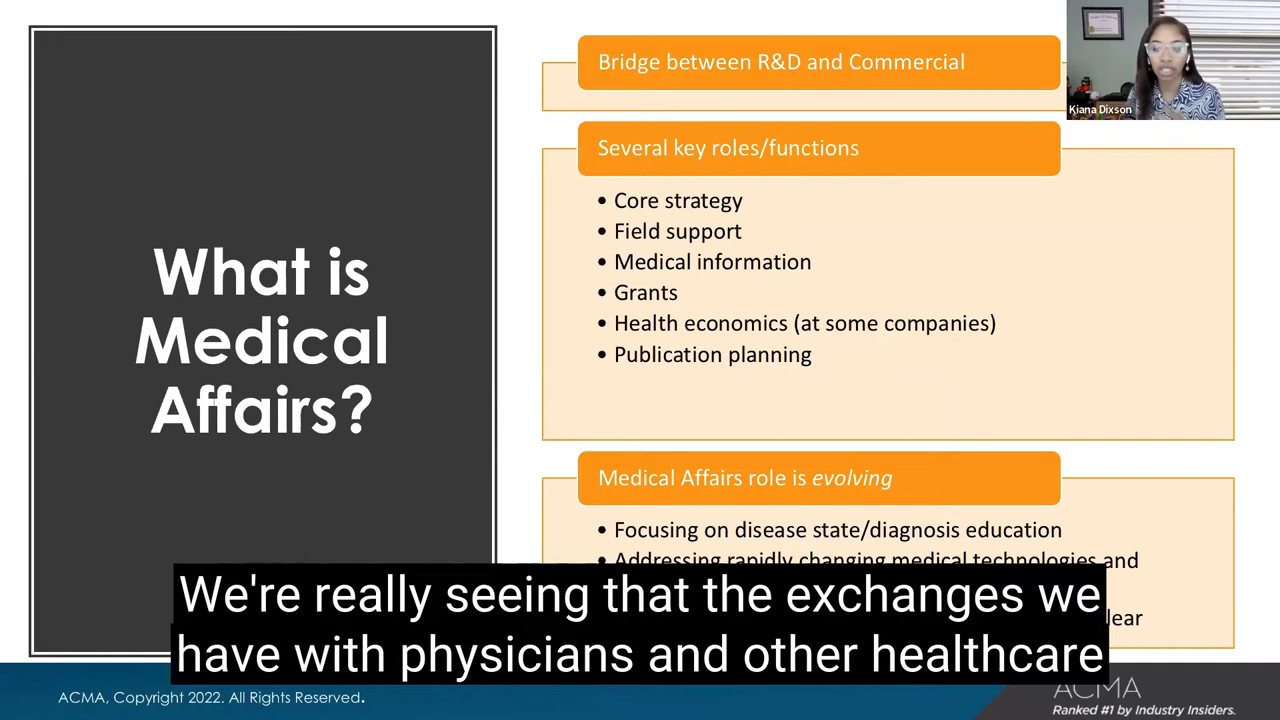 What is
Medical
Affairs?
Bridge between R&D and Commercial
Several key roles/functions
• Core strategy
• Field support
• Medical information
• Grants
• Health economics (at some companies)
• Publication planning
Medical Affairs role is evolving
• Focusing on disease state/diagnosis education
• Addressing rapidly changing medical technologies and
Kiana Dixson
We're really seeing that the exchanges we
have with physicians and other healthcare
ACMA, Copyright 2022. All Rights Reserved.
ACMA
Ranked #1 by Industry Insiders.